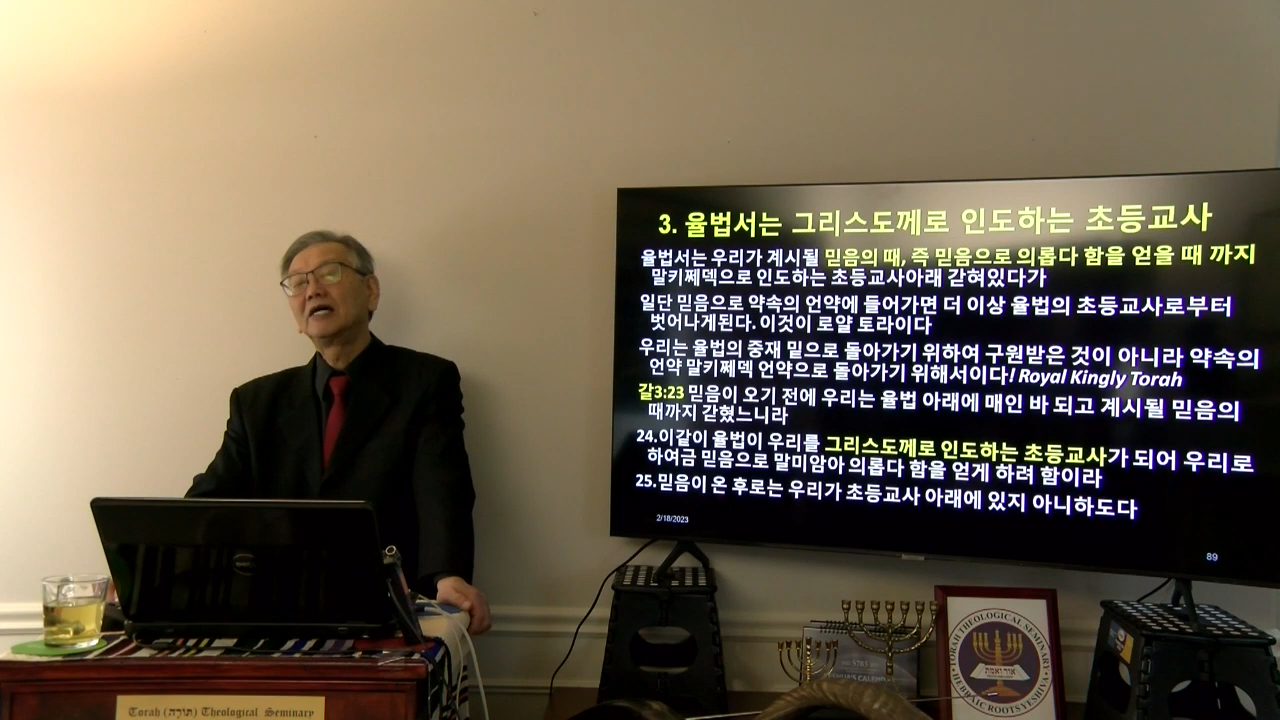 3. 율법서는 그리스도께로 인도하는 초등교사
율법서는 우리가 계시될 믿음의 때, 즉 믿음으로 의롭다 함을 얻을 때 까지
말키쩨덱으로 인도하는 초등교사아래 갇혀있다가
일단 믿음으로 약속의 언약에 들어가면 더 이상 율법의 초등교사로부터
벗어나게된다. 이것이 로얄 토라이다
우리는 율법의 중재 밑으로 돌아가기 위하여 구원받은 것이 아니라 약속의
언약 말키쩨덱 언약으로 돌아가기 위해서이다! Royal Kingly Torah
갈3:23 믿음이 오기 전에 우리는 율법 아래에 매인 바 되고 계시될 믿음의
때까지 갇혔느니라
24.이같이 율법이 우리를 그리스도께로 인도하는 초등교사가 되어 우리로
하여금 믿음으로 말미암아 의롭다 함을 얻게 하려 함이라
25.믿음이 온 후로는 우리가 초등교사 아래에 있지 아니하도다
2/18/2023
89
DELL
5783
TORAH THEOLOGICAL SEMINARY
אור ואמת
HEBRAIC ROOTS YESHIVA
Torah (תורה) Theological Seminary